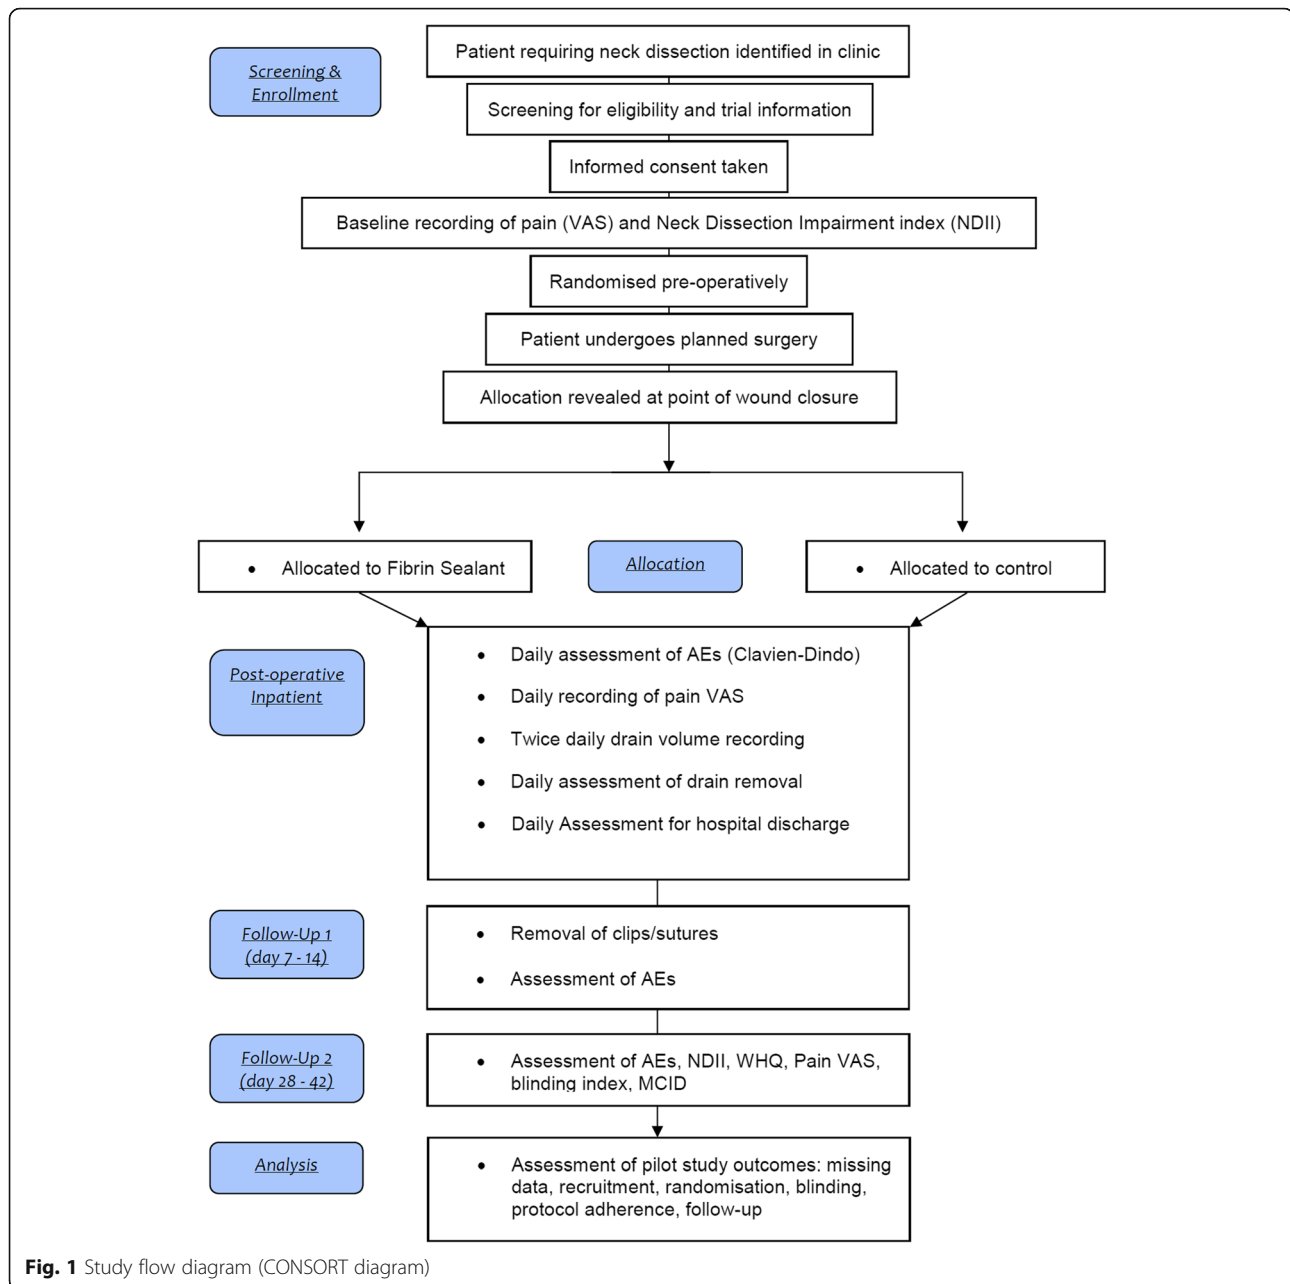 Screening &
Enrollment
Patient requiring neck dissection identified in clinic
Screening for eligibility and trial information
Informed consent taken
Baseline recording of pain (VAS) and Neck Dissection Impairment index (NDII)
Randomised pre-operatively
Patient undergoes planned surgery
Allocation revealed at point of wound closure
• Allocated to Fibrin Sealant
Allocation
• Allocated to control
Post-operative
Inpatient
• Daily assessment of AEs (Clavien-Dindo)
• Daily recording of pain VAS
• Twice daily drain volume recording
• Daily assessment of drain removal
• Daily Assessment for hospital discharge
Follow-Up 1
(day 7 - 14)
• Removal of clips/sutures
• Assessment of AEs
Follow-Up 2
(day 28 - 42)
• Assessment of AEs, NDII, WHQ, Pain VAS,
blinding index, MCID
Analysis
• Assessment of pilot study outcomes: missing
data, recruitment, randomisation, blinding,
protocol adherence, follow-up
Fig. 1 Study flow diagram (CONSORT diagram)